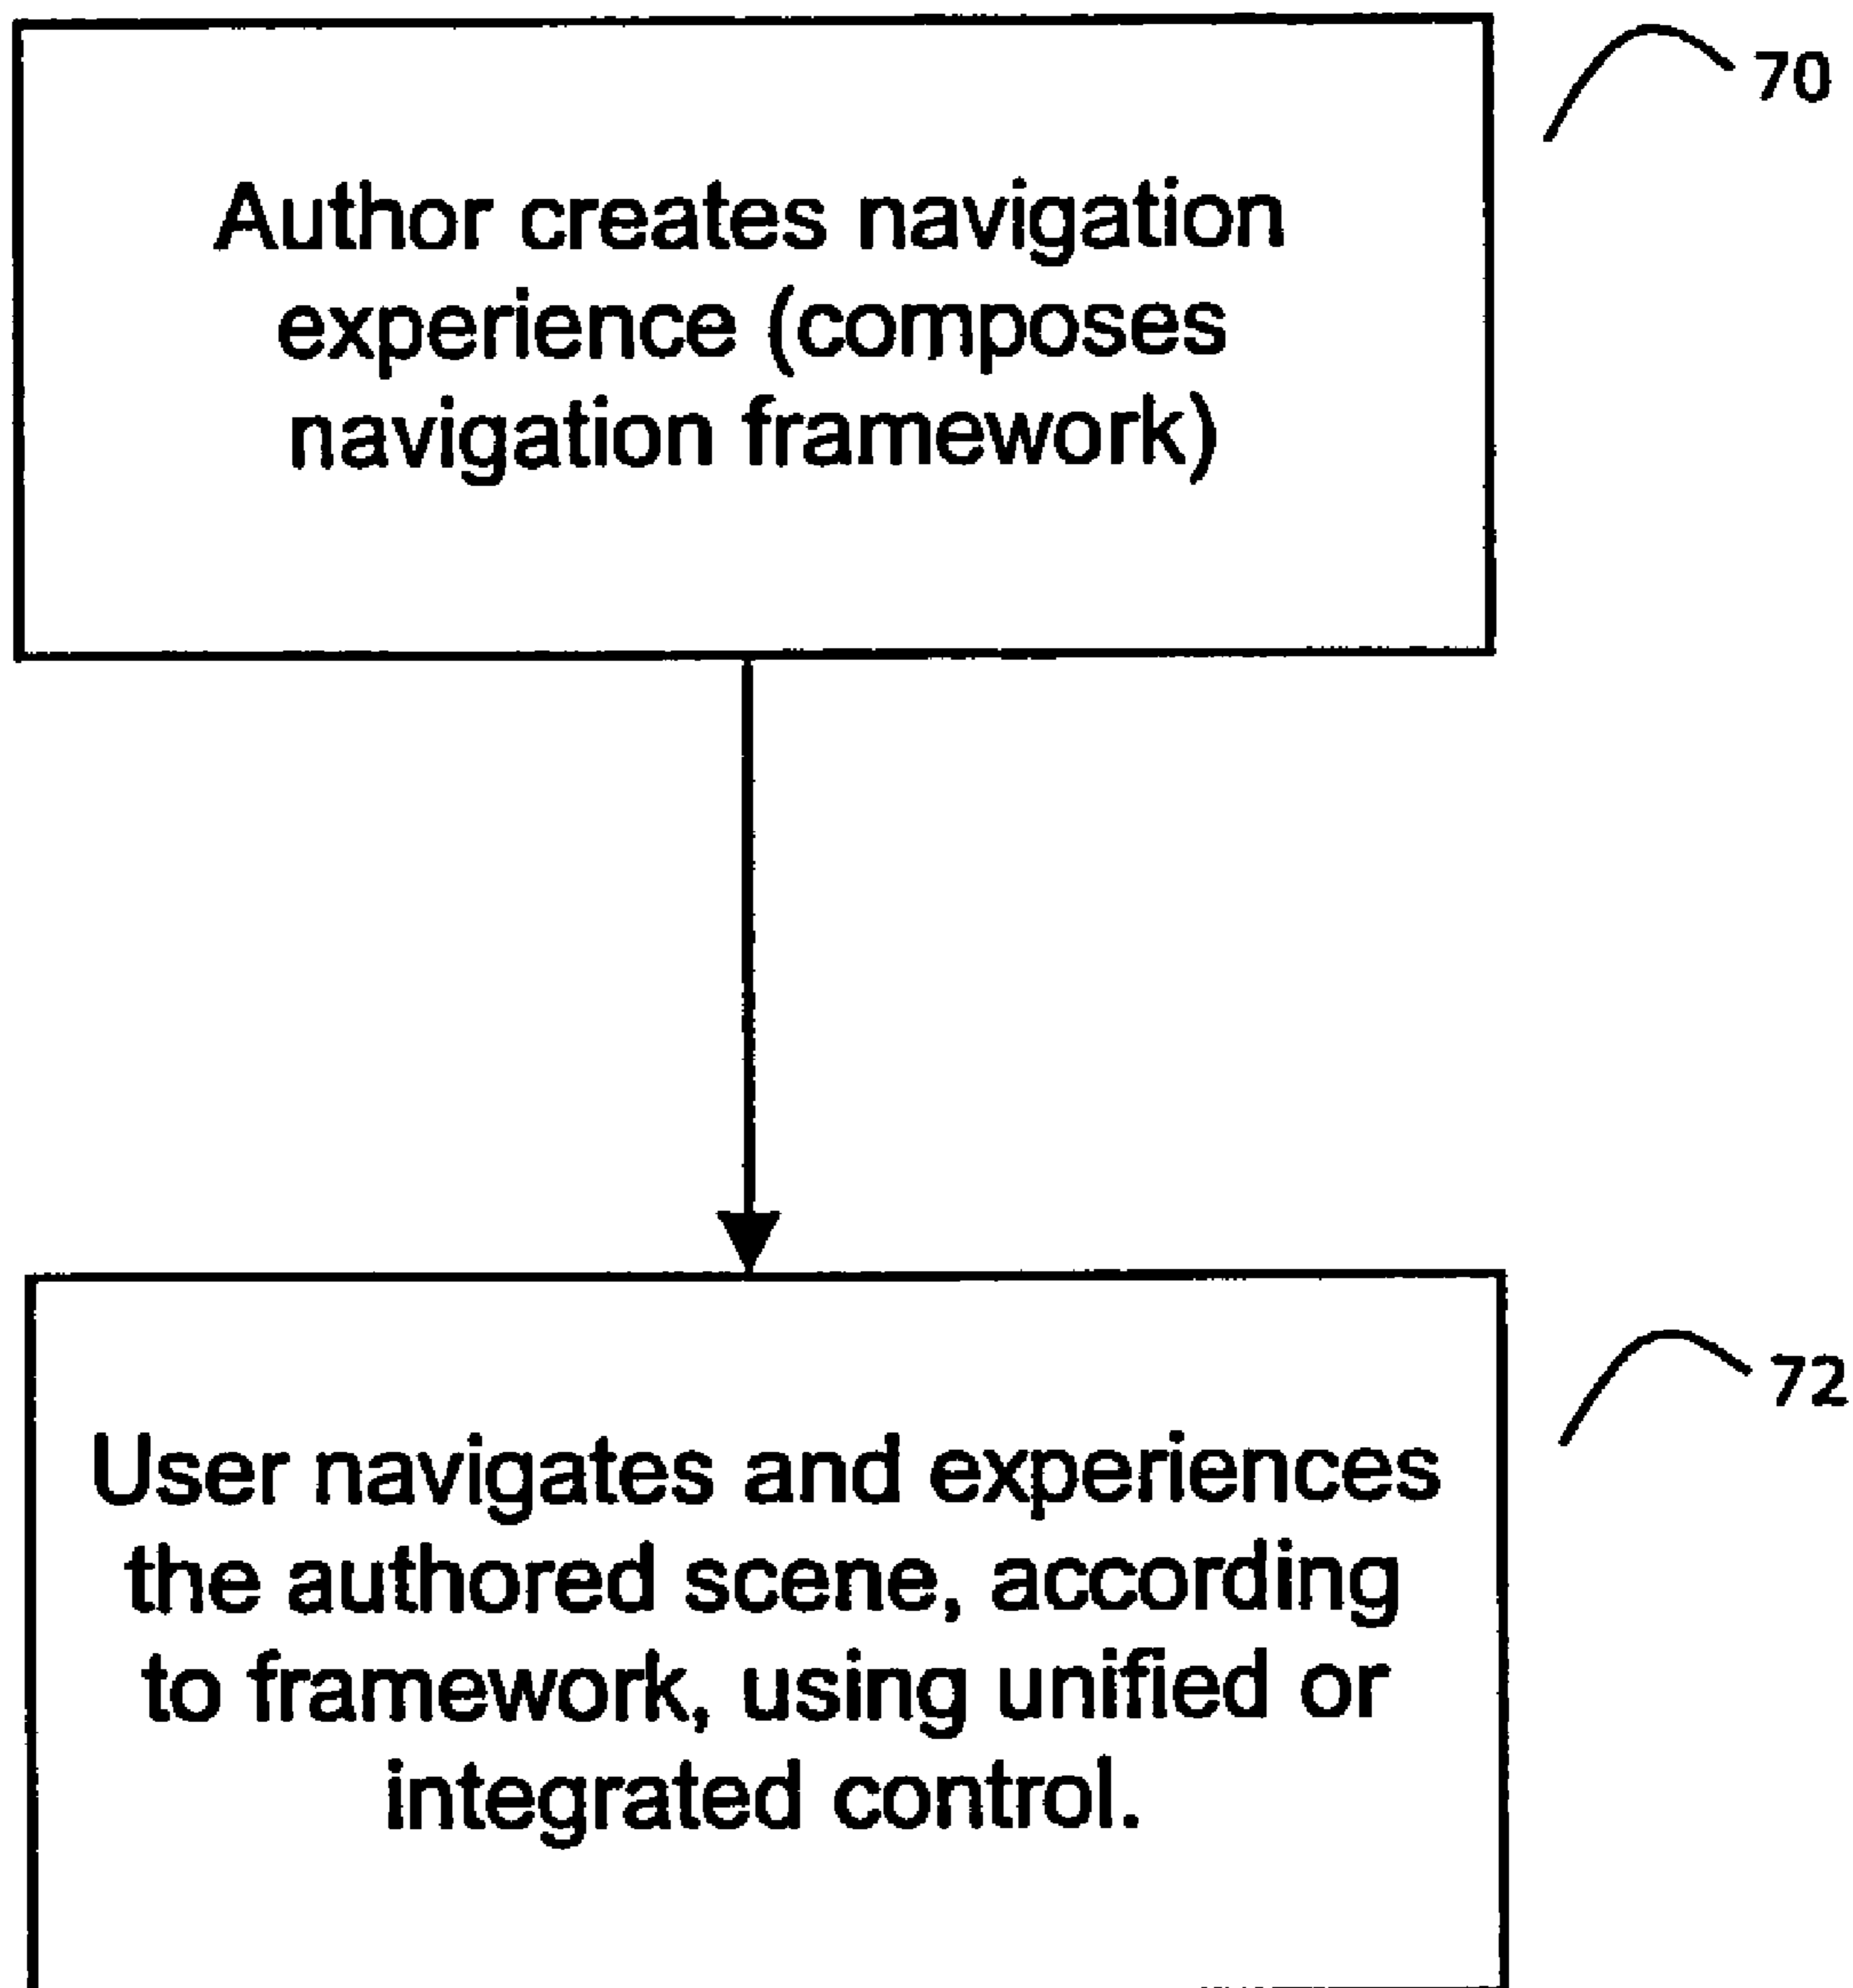 70
Author creates navigation
experience (composes
navigation framework)
72
User navigates and experiences
the authored scene, according
to framework, using unified or
integrated control.